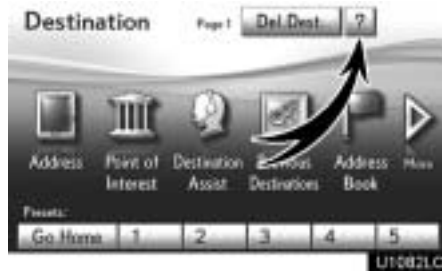 Destination Page 1 Del.Dest. ?
Address Point of Interest Destination Assist Previous Destinations Address Book More
Presets:
Go Home 1 2 3 4 5
U1082LC